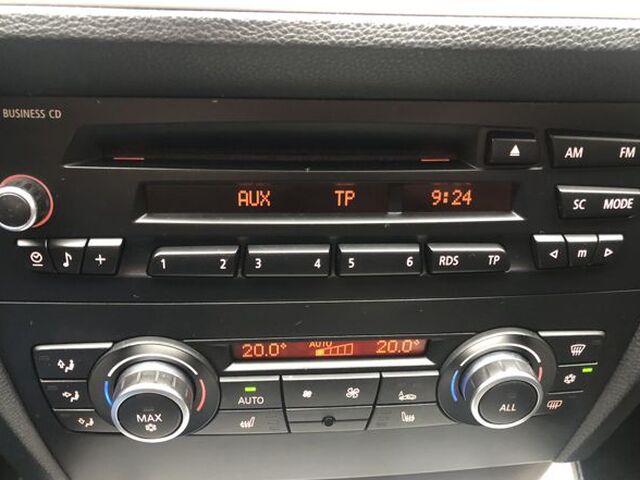 BUSINESS CD
AM FM
AUX TP 9:24
SC MODE
1 2 3 4 5 6 RDS TP
m
20.0° AUTO 20.0°
AUTO
MAX
ALL